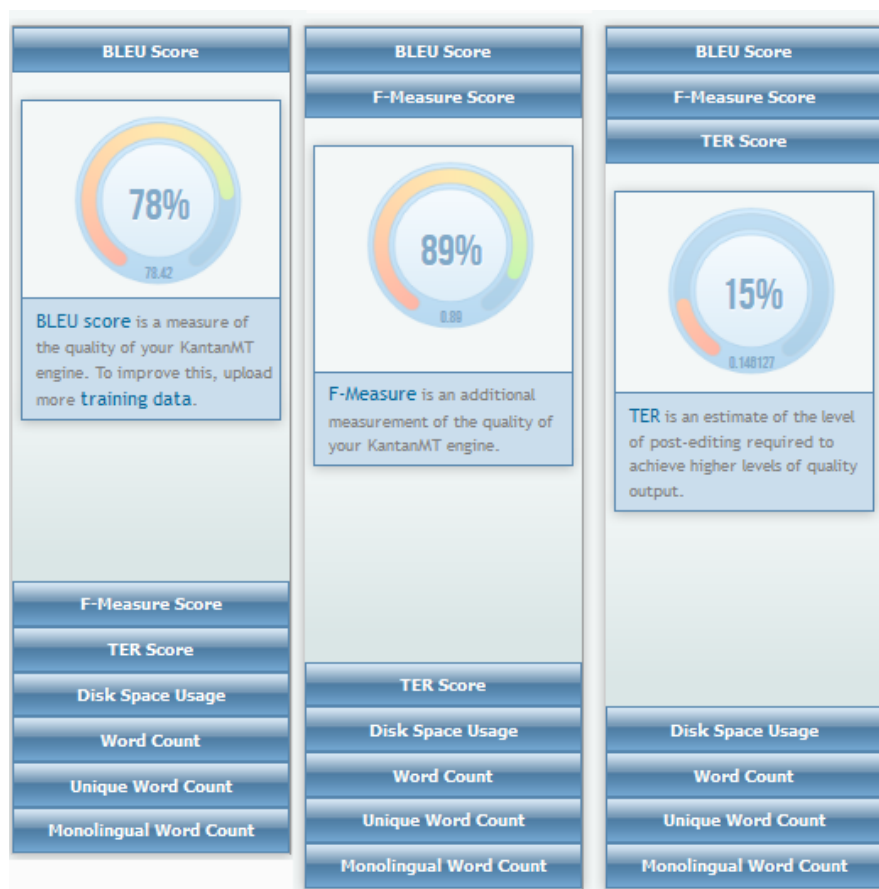 BLEU Score
78%
78.42
BLEU score is a measure of
the quality of your KantanMT
engine. To improve this, upload
more training data.
F-Measure Score
TER Score
Disk Space Usage
Word Count
Unique Word Count
Monolingual Word Count
BLEU Score
F-Measure Score
89%
0.89
F-Measure is an additional
measurement of the quality of
your KantanMT engine.
TER Score
Disk Space Usage
Word Count
Unique Word Count
Monolingual Word Count
BLEU Score
F-Measure Score
TER Score
15%
0.148127
TER is an estimate of the level
of post-editing required to
achieve higher levels of quality
output.
Disk Space Usage
Word Count
Unique Word Count
Monolingual Word Count